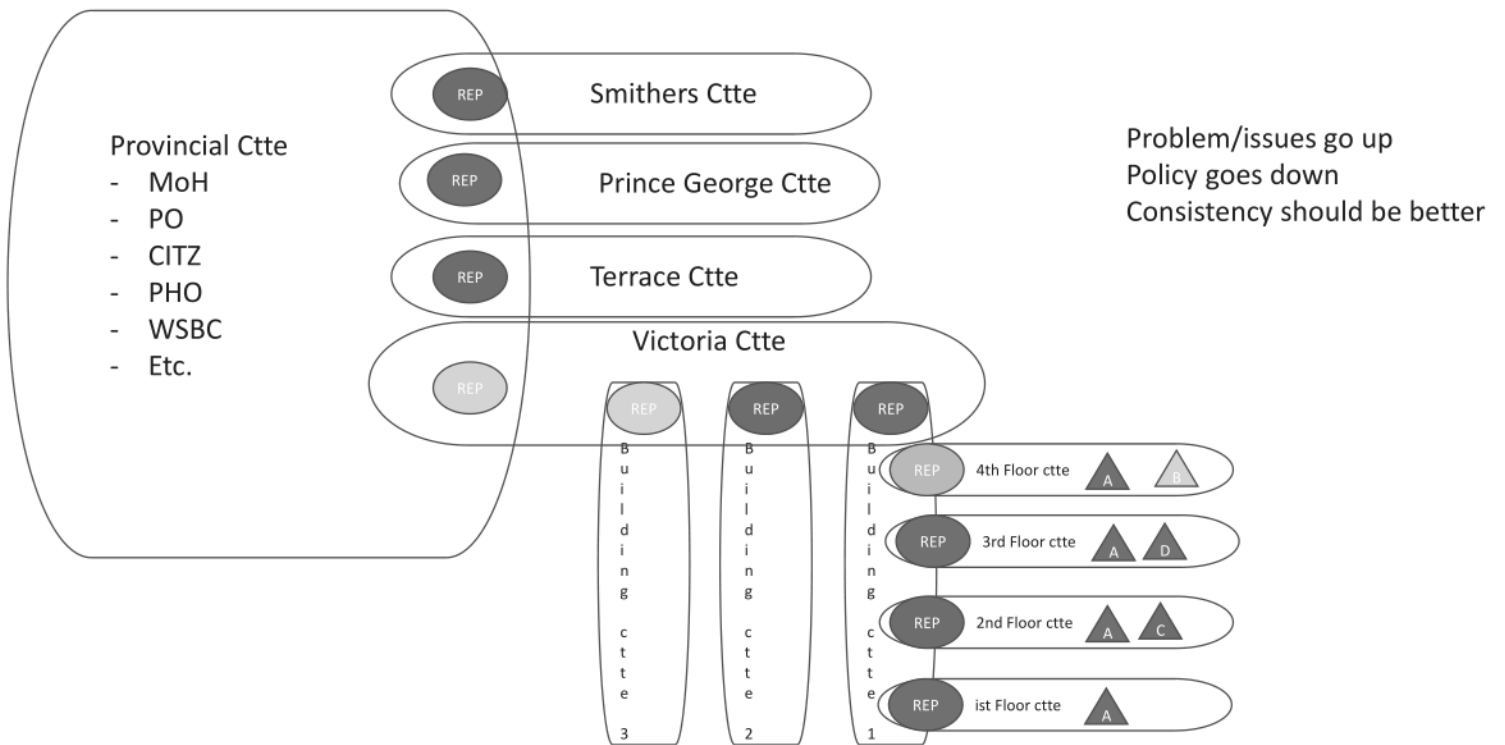 Provincial Ctte
- MoH
- PO
- CITZ
- PHO
- WSBC
- Etc.
REP
Smithers Ctte
REP
Prince George Ctte
REP
Terrace Ctte
Victoria Ctte
REP
REP
REP
REP
Problem/issues go up
Policy goes down
Consistency should be better
Building ctte 3
Building ctte 2
Building ctte 1
REP 4th Floor ctte A B
REP 3rd Floor ctte A D
REP 2nd Floor ctte A C
REP ist Floor ctte A